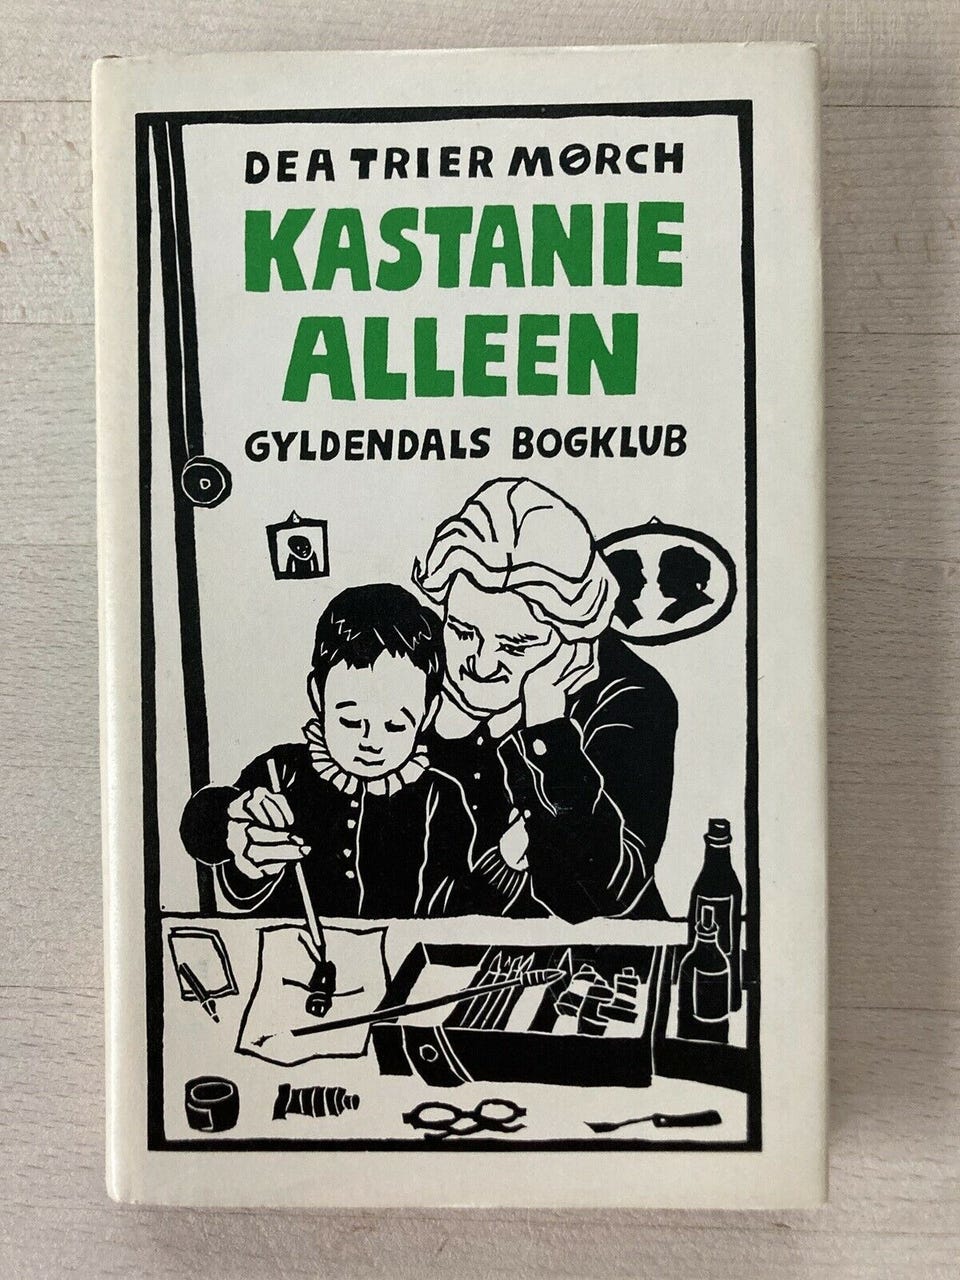 DEA TRIER MØRCH
KASTANIE
ALLEEN
GYLDENDALS BOGKLUB